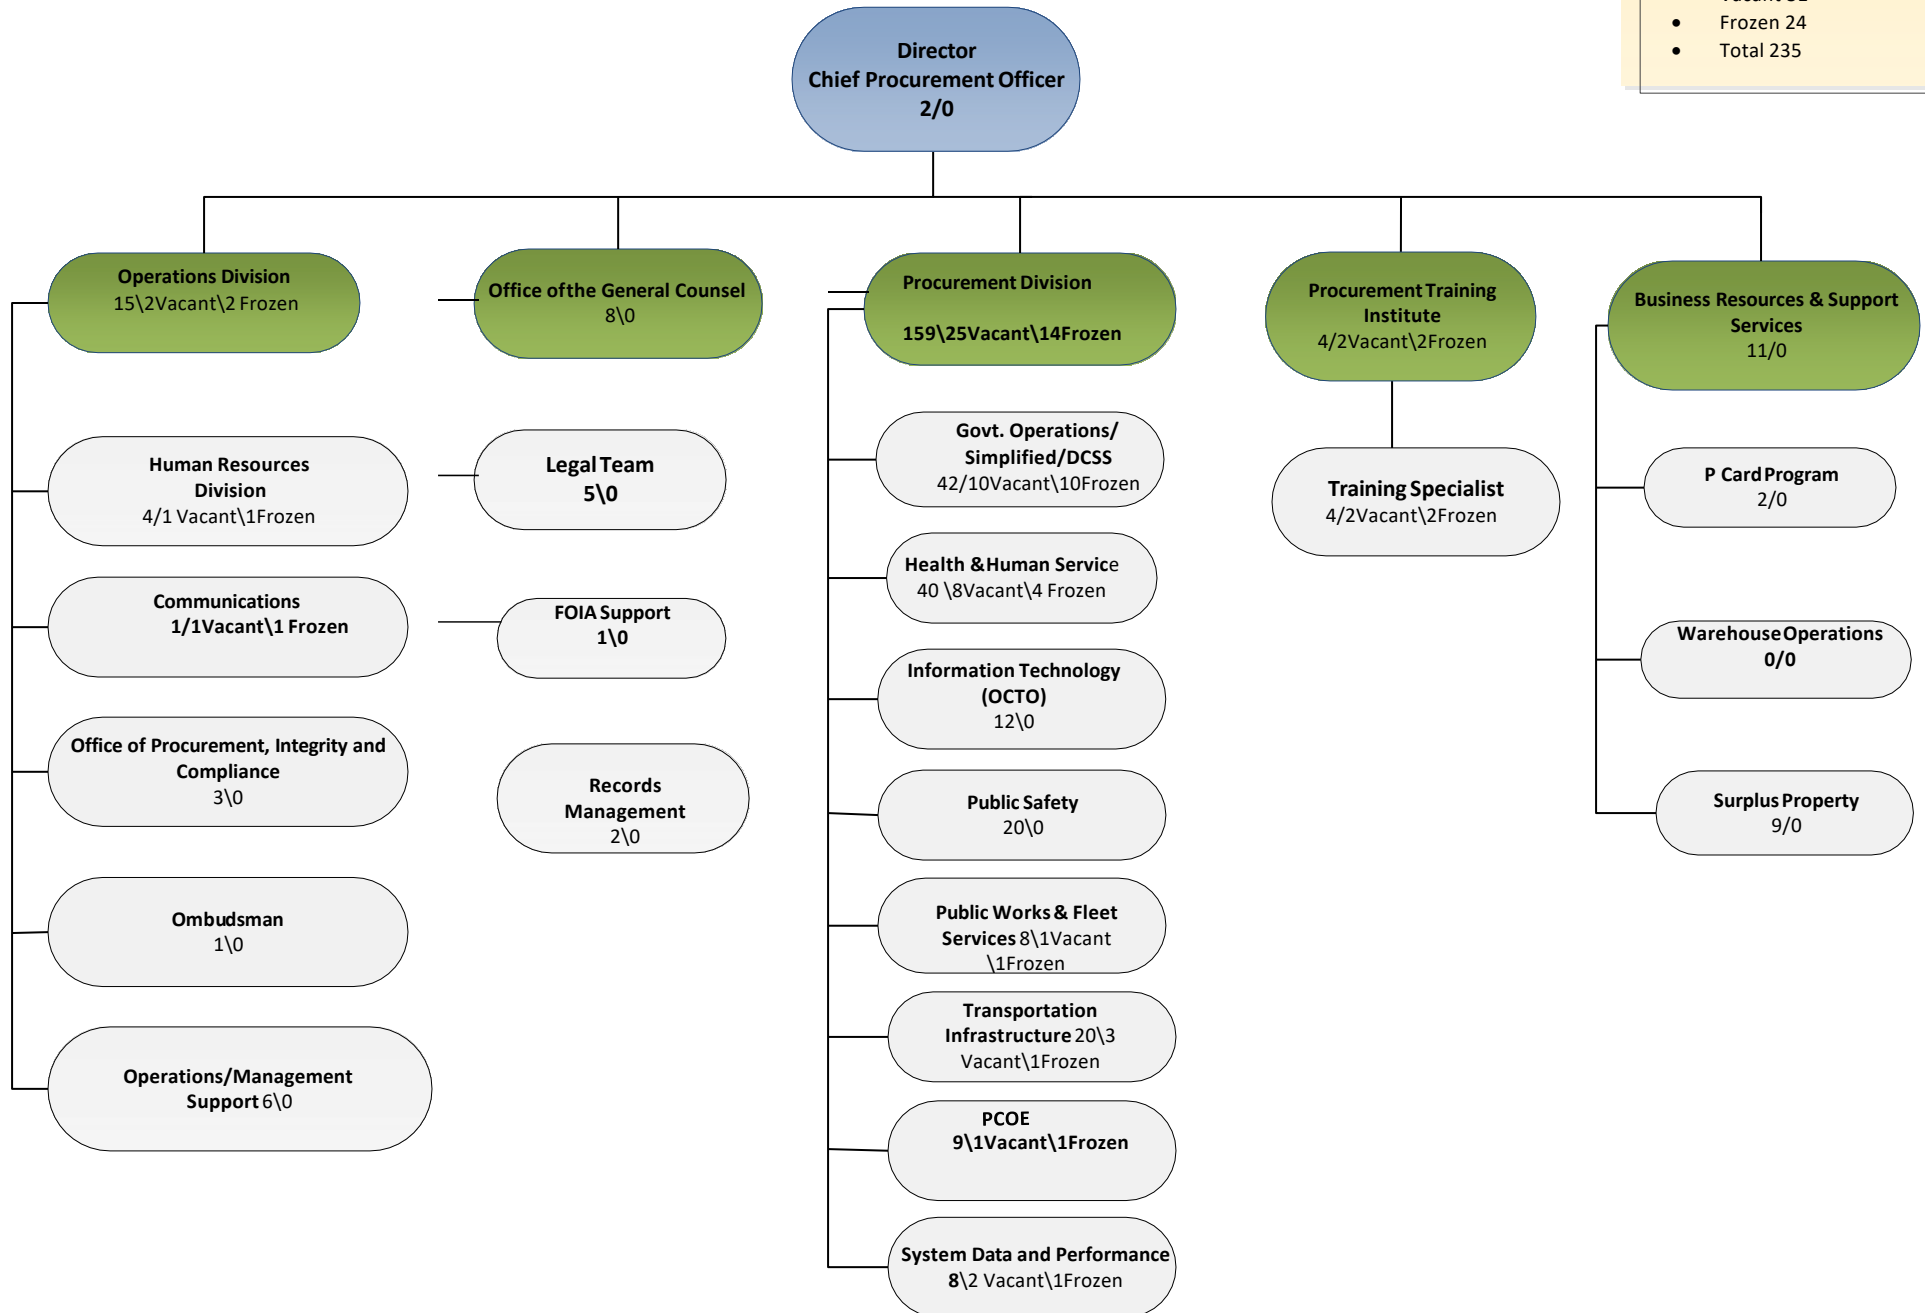 Frozen 24
Total 235
Director
Chief Procurement Officer
2/0
Operations Division
15\2Vacant\2 Frozen
Office of the General Counsel
8\0
Procurement Division
159\25Vacant\14Frozen
Procurement Training
Institute
4/2Vacant\2Frozen
Business Resources & Support
Services
11/0
Human Resources
Division
4/1 Vacant\1Frozen
Communications
1/1Vacant\1 Frozen
Office of Procurement, Integrity and
Compliance
3\0
Ombudsman
1\0
Operations/Management
Support 6\0
Legal Team
5\0
FOIA Support
1\0
Records
Management
2\0
Govt. Operations/
Simplified/DCSS
42/10Vacant\10Frozen
Health & Human Service
40 \8Vacant\4 Frozen
Information Technology
(OCTO)
12\0
Public Safety
20\0
Public Works & Fleet
Services 8\1Vacant
\1Frozen
Transportation
Infrastructure 20\3
Vacant\1Frozen
PCOE
9\1Vacant\1Frozen
System Data and Performance
8\2 Vacant\1Frozen
Training Specialist
4/2Vacant\2Frozen
P Card Program
2/0
Warehouse Operations
0/0
Surplus Property
9/0